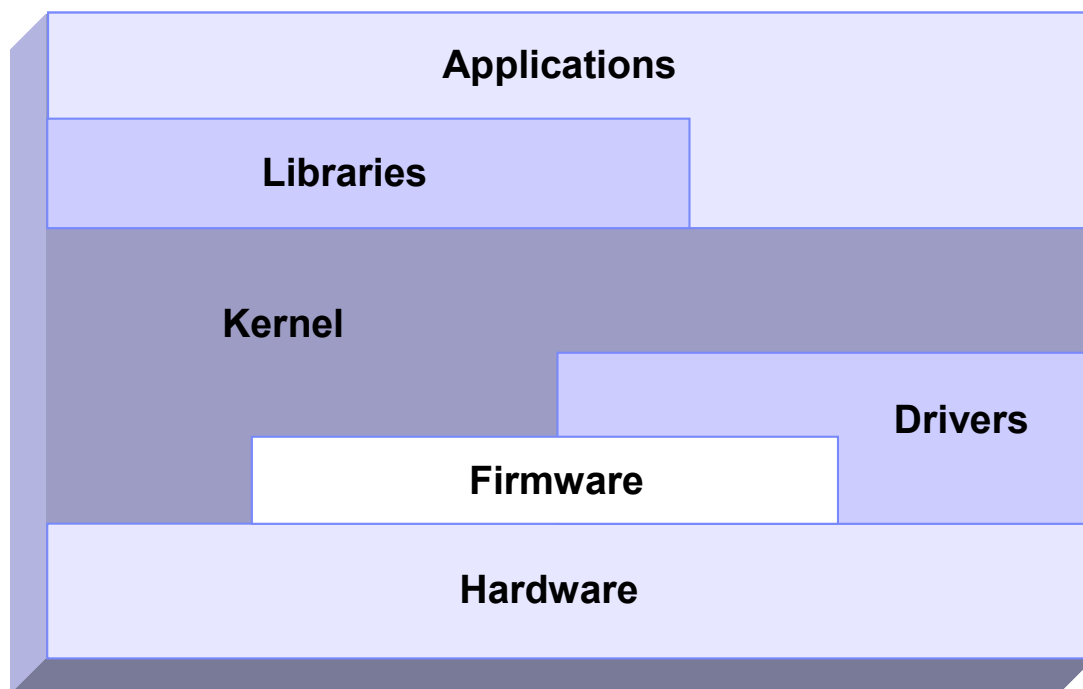 Applications
Libraries
Kernel
Drivers
Firmware
Hardware